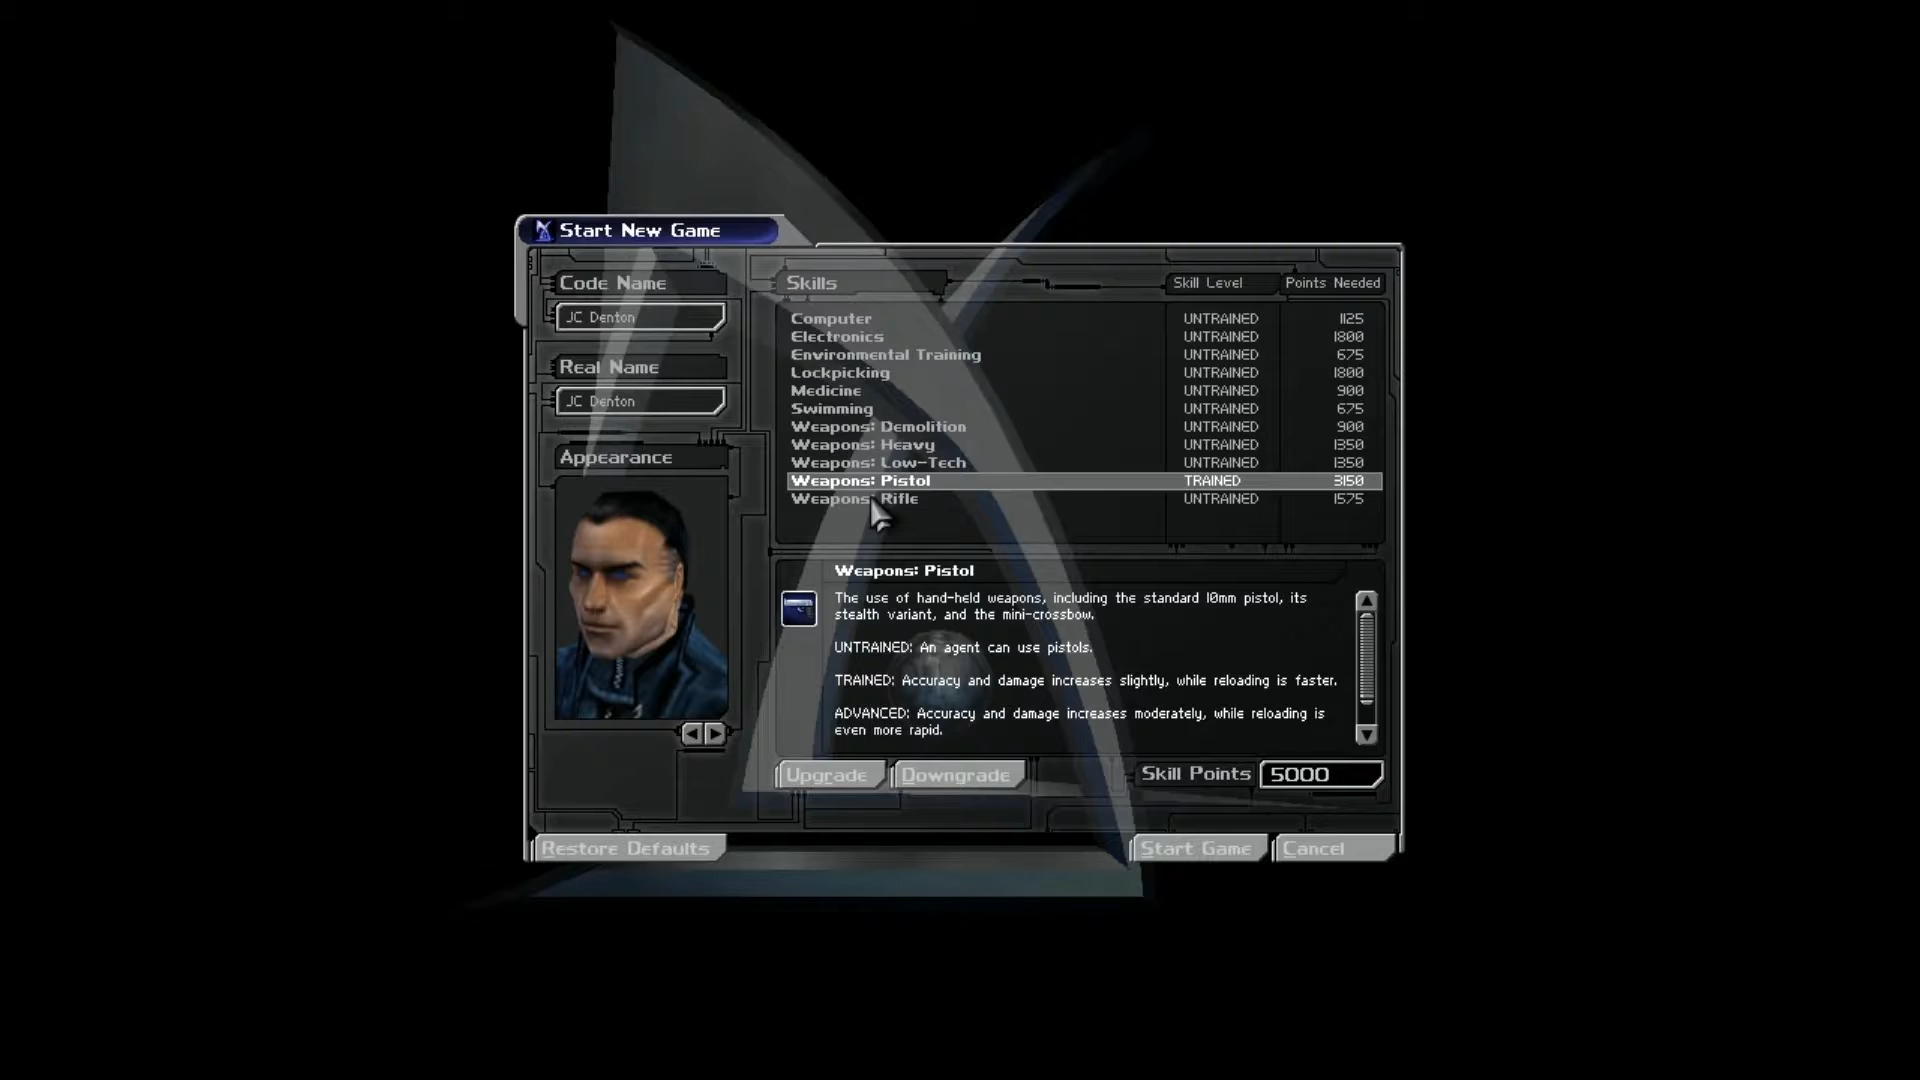 Start New Game
Code Name
JC Denton
Real Name
JC Denton
Appearance
Skills Skill Level Points Needed
Computer UNTRAINED 1125
Electronics UNTRAINED 1800
Environmental Training UNTRAINED 675
Lockpicking UNTRAINED 1800
Medicine UNTRAINED 900
Swimming UNTRAINED 675
Weapons: Demolition UNTRAINED 900
Weapons: Heavy UNTRAINED 1350
Weapons: Low-Tech UNTRAINED 1350
Weapons: Pistol TRAINED 3150
Weapons: Rifle UNTRAINED 1575
Weapons: Pistol
The use of hand-held weapons, including the standard 10mm pistol, its
stealth variant, and the mini-crossbow.
UNTRAINED: An agent can use pistols.
TRAINED: Accuracy and damage increases slightly, while reloading is faster.
ADVANCED: Accuracy and damage increases moderately, while reloading is
even more rapid.
Upgrade Downgrade Skill Points 5000
Restore Defaults Start Game Cancel